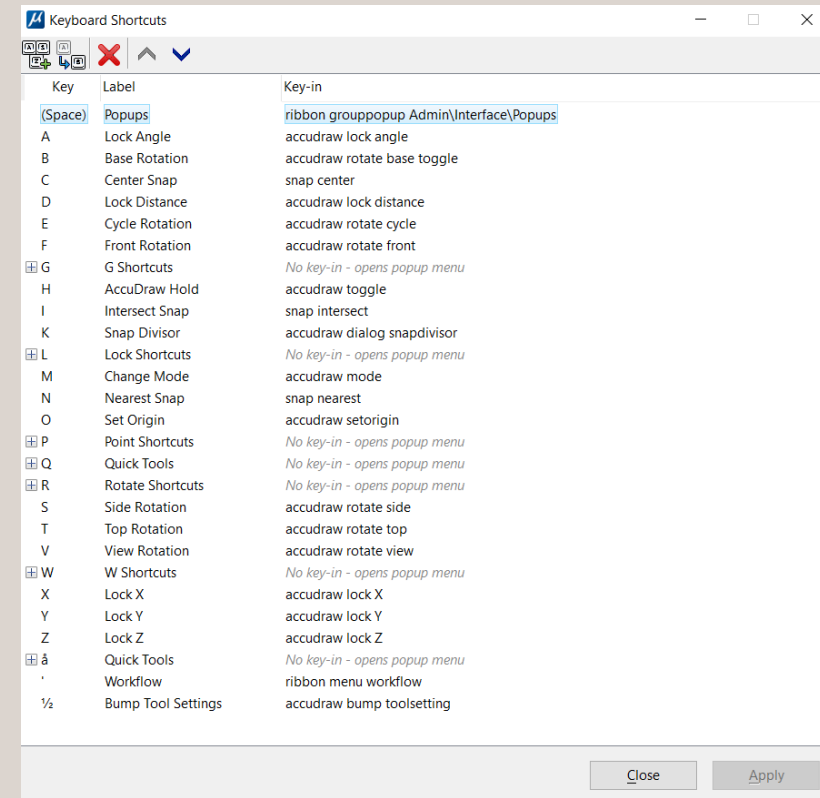 Keyboard Shortcuts
Key Label Key-in
(Space) Popups ribbon grouppopup Admin\Interface\Popups
A Lock Angle accudraw lock angle
B Base Rotation accudraw rotate base toggle
C Center Snap snap center
D Lock Distance accudraw lock distance
E Cycle Rotation accudraw rotate cycle
F Front Rotation accudraw rotate front
G G Shortcuts No key-in - opens popup menu
H AccuDraw Hold accudraw toggle
I Intersect Snap snap intersect
K Snap Divisor accudraw dialog snapdivisor
L Lock Shortcuts No key-in - opens popup menu
M Change Mode accudraw mode
N Nearest Snap snap nearest
O Set Origin accudraw setorigin
P Point Shortcuts No key-in - opens popup menu
Q Quick Tools No key-in - opens popup menu
R Rotate Shortcuts No key-in - opens popup menu
S Side Rotation accudraw rotate side
T Top Rotation accudraw rotate top
V View Rotation accudraw rotate view
W W Shortcuts No key-in - opens popup menu
X Lock X accudraw lock X
Y Lock Y accudraw lock Y
Z Lock Z accudraw lock Z
å Quick Tools No key-in - opens popup menu
' Workflow ribbon menu workflow
½ Bump Tool Settings accudraw bump toolsetting
Close Apply